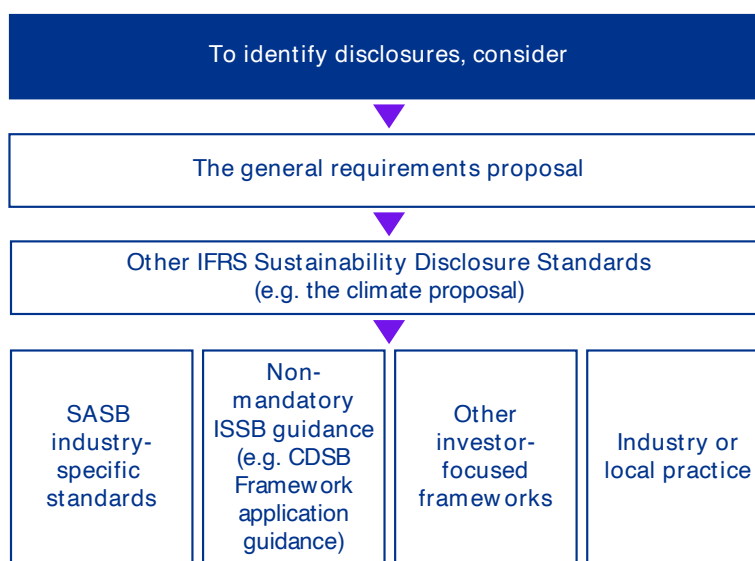 To identify disclosures, consider
The general requirements proposal
Other IFRS Sustainability Disclosure Standards
(e.g. the climate proposal)
SASB
industry-
specific
standards
Non-
mandatory
ISSB guidance
(e.g. CDSB
Framework
application
guidance)
Other
investor-
focused
frameworks
Industry or
local practice